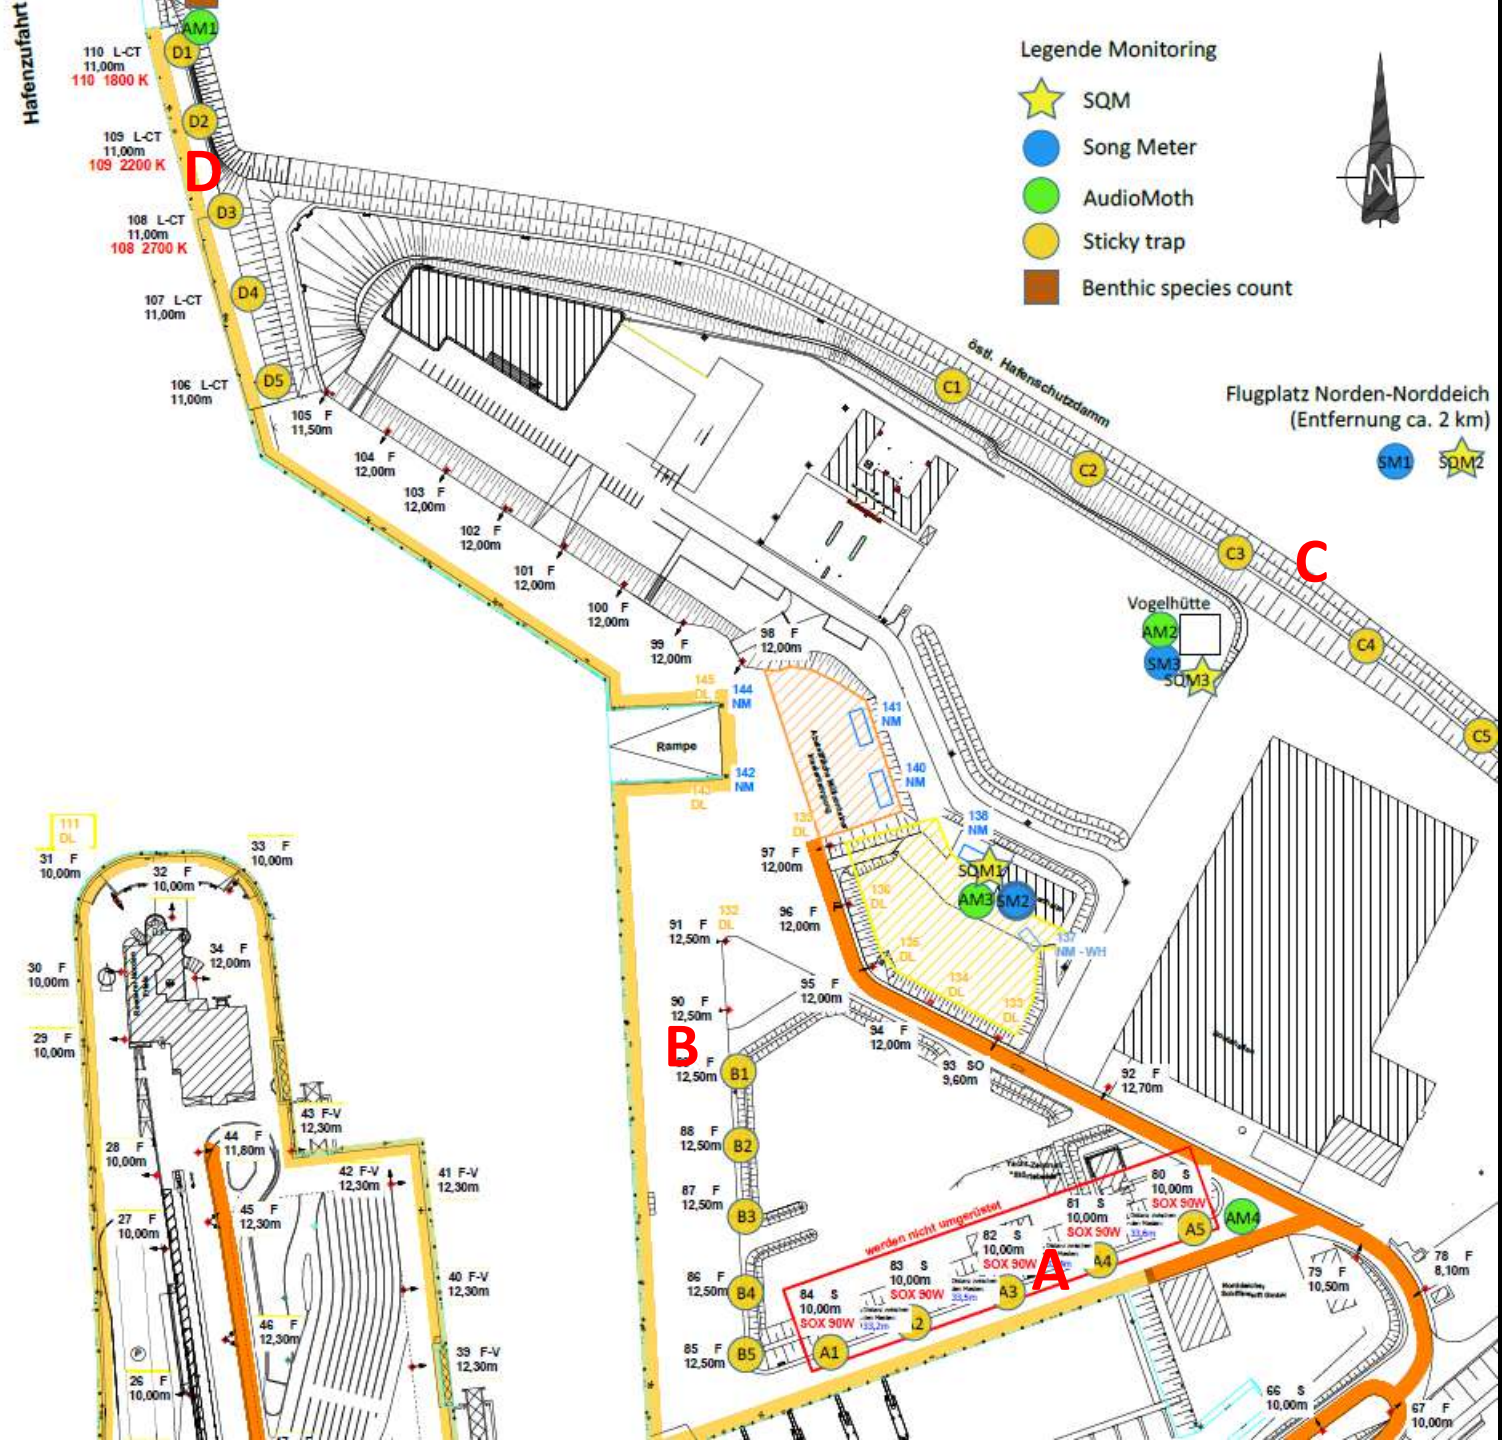 Hafenzufahrt
AM1
D1
110 L-CT
11,00m
110 1800 K
D2
109 L-CT
11,00m
109 2200 K
D
D3
108 L-CT
11,00m
108 2700 K
D4
107 L-CT
11,00m
D5
106 L-CT
11,00m
Legende Monitoring
SQM
Song Meter
AudioMoth
Sticky trap
Benthic species count
N
östl. Hafenschutzdamm
Flugplatz Norden-Norddeich
(Entfernung ca. 2 km)
SM1
SQM2
C1
C2
C3
C
C4
C5
Vogelhütte
AM2
SM3
SQM3
105 F
11,50m
104 F
12,00m
103 F
12,00m
102 F
12,00m
101 F
12,00m
100 F
12,00m
99 F
12,00m
98 F
12,00m
145
DL
144
NM
Rampe
142
NM
143
DL
141
NM
140
NM
138
NM
DL
97 F
12,00m
SQM1
AM3
SM2
136
DL
137
NM - WH
135
DL
134
DL
133
DL
96 F
12,00m
132
DL
91 F
12,50m
95 F
12,00m
90 F
12,50m
94 F
12,00m
93 SO
9,60m
92 F
12,70m
B
F
12,50m
B1
88 F
12,50m
B2
87 F
12,50m
B3
86 F
12,50m
B4
85 F
12,50m
B5
111
DL
31 F
10,00m
32 F
10,00m
33 F
10,00m
34 F
12,00m
30 F
10,00m
29 F
10,00m
28 F
10,00m
27 F
10,00m
26 F
10,00m
P
43 F-V
12,30m
44 F
11,80m
42 F-V
12,30m
41 F-V
12,30m
45 F
12,30m
40 F-V
12,30m
46 F
12,30m
39 F-V
12,30m
werden nicht umgerüstet
80 S
10,00m
SOX 90W
81 S
10,00m
SOX 90W
82 S
10,00m
SOX 90W
83 S
10,00m
SOX 90W
84 S
10,00m
SOX 90W
33,2m
A
A1
A2
A3
A4
A5
AM4
79 F
10,50m
78 F
8,10m
66 S
10,00m
67 F
10,00m